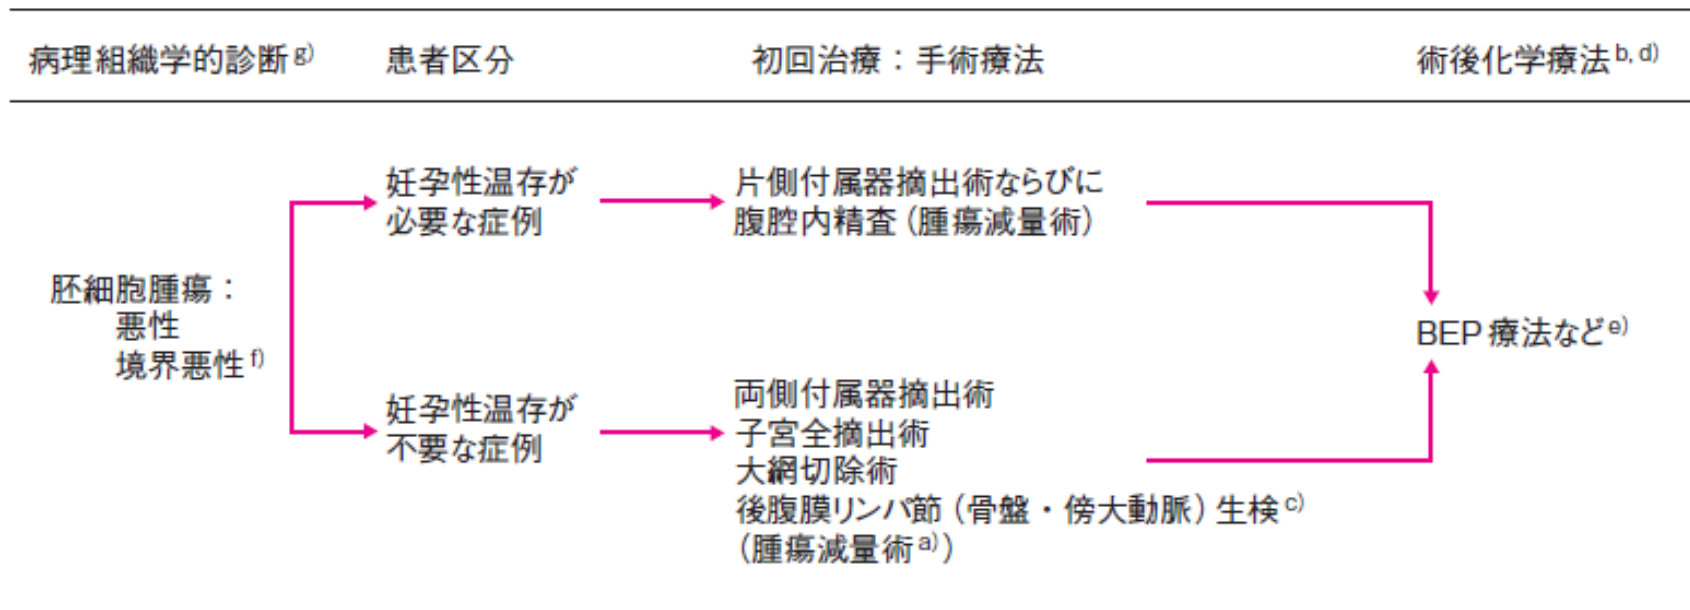 病理組織学的診断g) 患者区分 初回治療：手術療法 術後化学療法b, d)
妊孕性温存が
必要な症例
片側付属器摘出術ならびに
腹腔内精査（腫瘍減量術）
胚細胞腫瘍：
悪性
境界悪性f)
BEP 療法などe)
妊孕性温存が
不要な症例
両側付属器摘出術
子宮全摘出術
大網切除術
後腹膜リンパ節（骨盤・傍大動脈）生検c)
（腫瘍減量術a)）